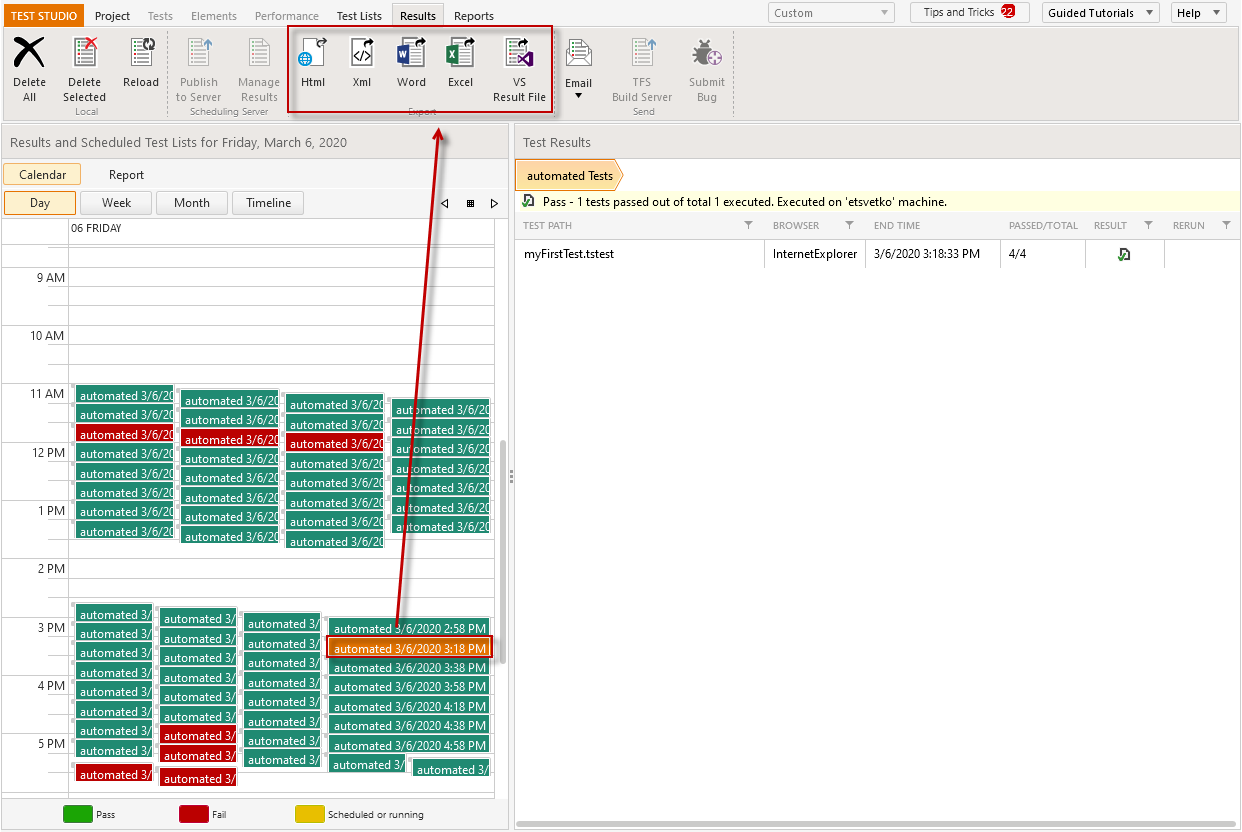 TEST STUDIO Project Tests Elements Performance Test Lists Results Reports Custom Tips and Tricks 22 Guided Tutorials Help
Delete All
Delete Selected
Reload
Local
Publish to Server
Manage Results
Scheduling Server
Html
Xml
Word
Excel
VS Result File
Export
Email
TFS Build Server
Submit Bug
Send
Results and Scheduled Test Lists for Friday, March 6, 2020
Calendar Report
Day Week Month Timeline
06 FRIDAY
9 AM
10 AM
11 AM
automated 3/6/20 automated 3/6/20 automated 3/6/20 automated 3/6/20
automated 3/6/20 automated 3/6/20 automated 3/6/20 automated 3/6/20
automated 3/6/20 automated 3/6/20 automated 3/6/20 automated 3/6/20
12 PM
automated 3/6/20 automated 3/6/20 automated 3/6/20 automated 3/6/20
automated 3/6/20 automated 3/6/20 automated 3/6/20 automated 3/6/20
automated 3/6/20 automated 3/6/20 automated 3/6/20 automated 3/6/20
1 PM
automated 3/6/20 automated 3/6/20 automated 3/6/20 automated 3/6/20
automated 3/6/20 automated 3/6/20 automated 3/6/20
2 PM
automated 3/ automated 3/ automated 3/ automated 3/6/2020 2:58 PM
3 PM
automated 3/ automated 3/ automated 3/ automated 3/6/2020 3:18 PM
automated 3/ automated 3/ automated 3/ automated 3/6/2020 3:38 PM
automated 3/ automated 3/ automated 3/ automated 3/6/2020 3:58 PM
4 PM
automated 3/ automated 3/ automated 3/ automated 3/6/2020 4:18 PM
automated 3/ automated 3/ automated 3/ automated 3/6/2020 4:38 PM
automated 3/ automated 3/ automated 3/ automated 3/6/2020 4:58 PM
5 PM
automated 3/ automated 3/ automated 3/ automated 3/ automated 3/
automated 3/ automated 3/
Pass Fail Scheduled or running
Test Results
automated Tests
Pass - 1 tests passed out of total 1 executed. Executed on 'etsvetko' machine.
TEST PATH BROWSER END TIME PASSED/TOTAL RESULT RERUN
myFirstTest.tstest InternetExplorer 3/6/2020 3:18:33 PM 4/4